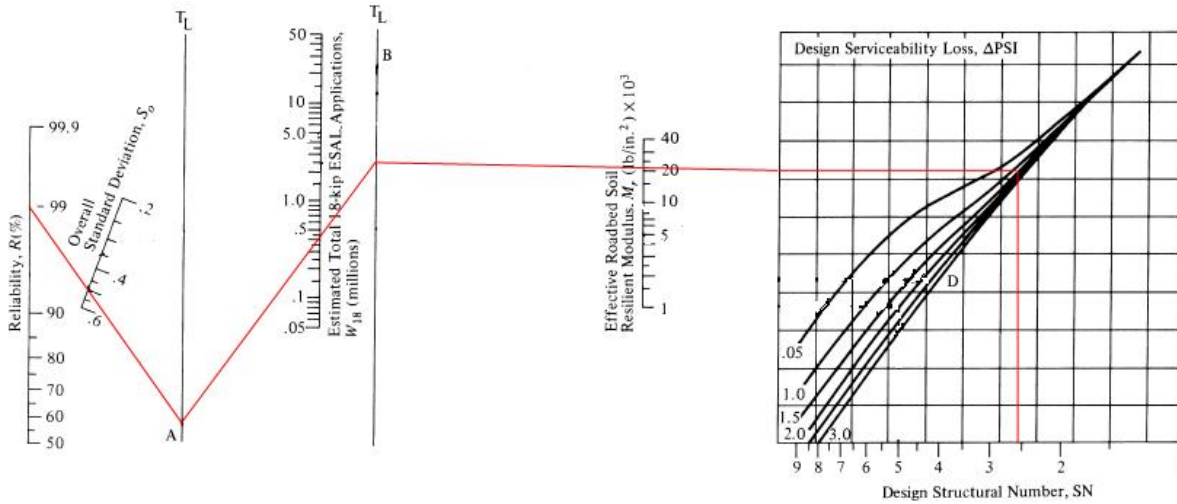 T_L
Reliability, R(%)
99.9
99
90
80
70
60
50
Overall
Standard Deviation, S_o
.2
.4
.6
A
Estimated Total 18-kip ESAL Applications,
W_18 (millions)
50
10
5.0
1.0
.5
.1
.05
T_L
B
Effective Roadbed Soil
Resilient Modulus, M_r (lb/in.²) × 10³
40
20
10
5
1
Design Serviceability Loss, ΔPSI
D
.05
1.0
1.5
2.0
3.0
9 8 7 6 5 4 3 2
Design Structural Number, SN